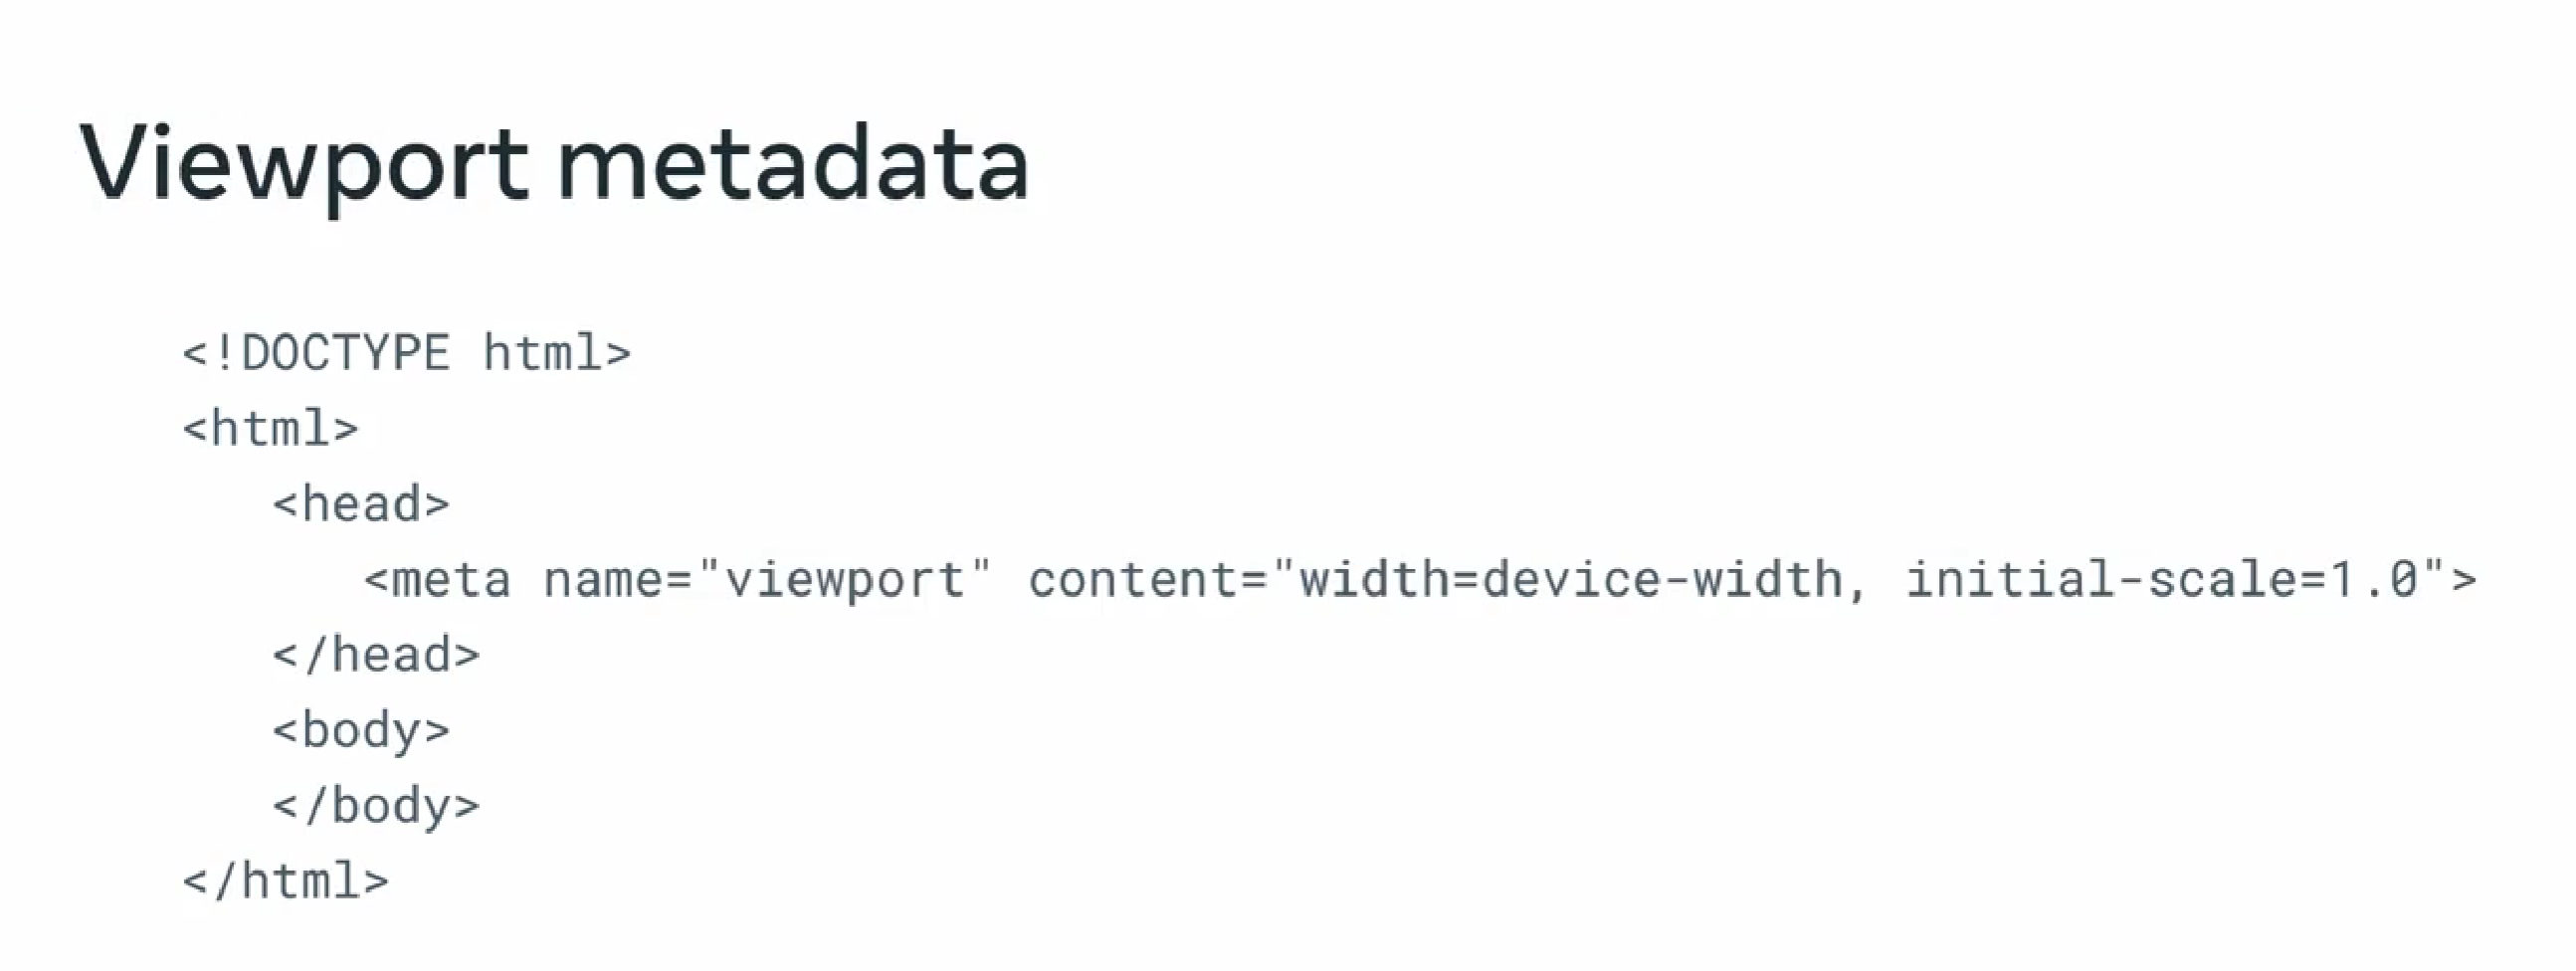 Viewport metadata
<!DOCTYPE html>
<html>
<head>
<meta name="viewport" content="width=device-width, initial-scale=1.0">
</head>
<body>
</body>
</html>